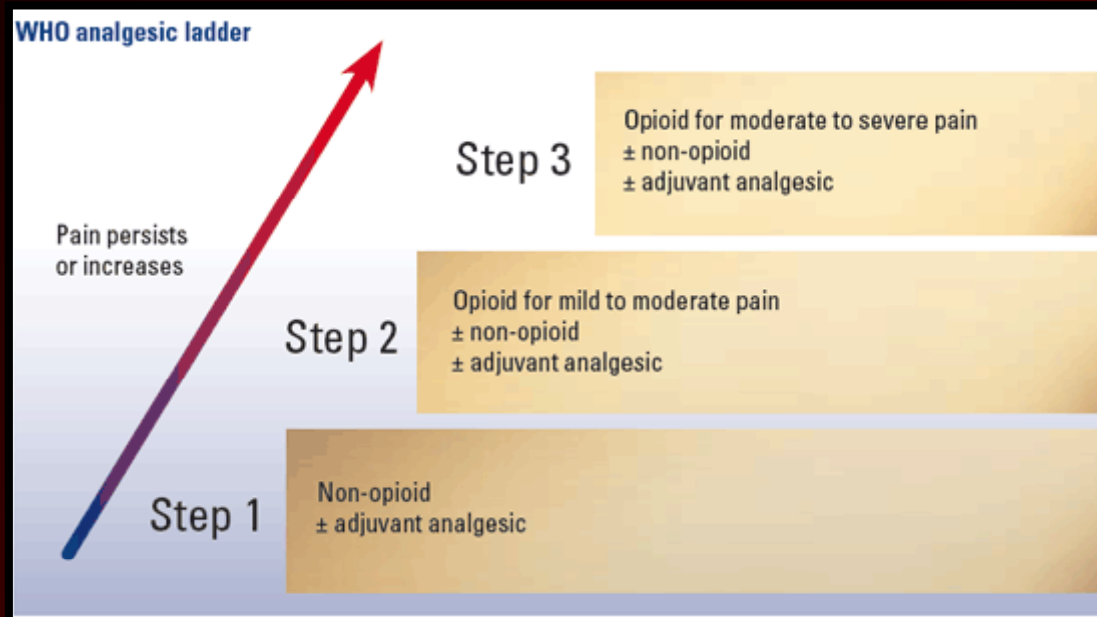 WHO analgesic ladder
Opioid for moderate to severe pain
Step 3
± non-opioid
± adjuvant analgesic
Pain persists
or increases
Opioid for mild to moderate pain
Step 2
± non-opioid
± adjuvant analgesic
Non-opioid
Step 1
± adjuvant analgesic